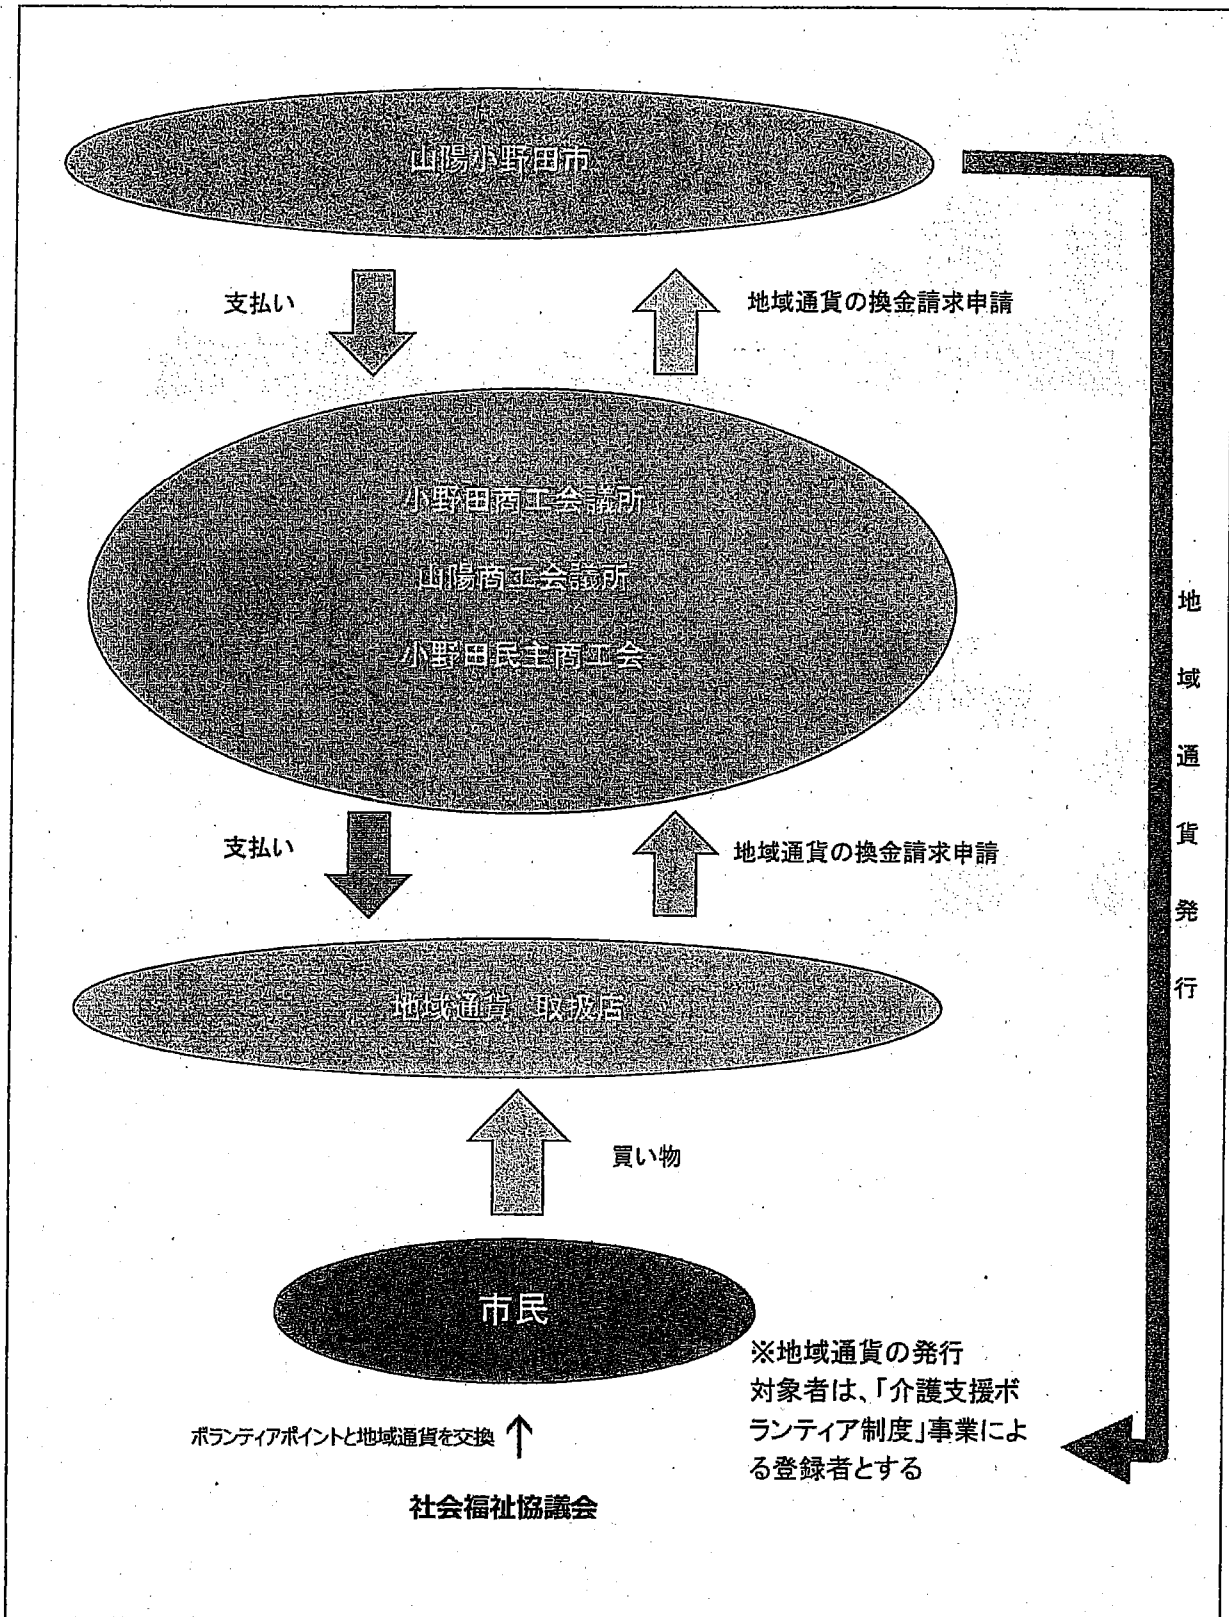 山陽小野田市
支払い
地域通貨の換金請求申請
小野田商工会議所
山陽商工会議所
小野田民主商工会
支払い
地域通貨の換金請求申請
地域通貨 取扱店
買い物
市民
ボランティアポイントと地域通貨を交換
社会福祉協議会
※地域通貨の発行
対象者は、「介護支援ボ
ランティア制度」事業によ
る登録者とする
地域通貨発行